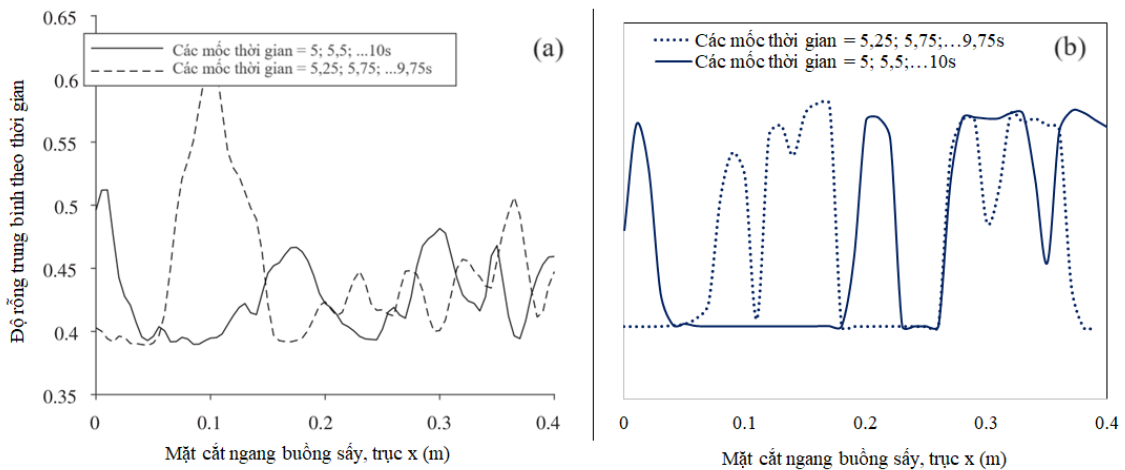 Độ rỗng trung bình theo thời gian
0.65
0.6
0.55
0.5
0.45
0.4
0.35
Các mốc thời gian = 5; 5,5; ...10s
Các mốc thời gian = 5,25; 5,75; ...9,75s
(a)
0
0.1
0.2
0.3
0.4
Mặt cắt ngang buồng sấy, trục x (m)
Các mốc thời gian = 5,25; 5,75;…9,75s
Các mốc thời gian = 5; 5,5;…10s
(b)
0
0.1
0.2
0.3
0.4
Mặt cắt ngang buồng sấy, trục x (m)